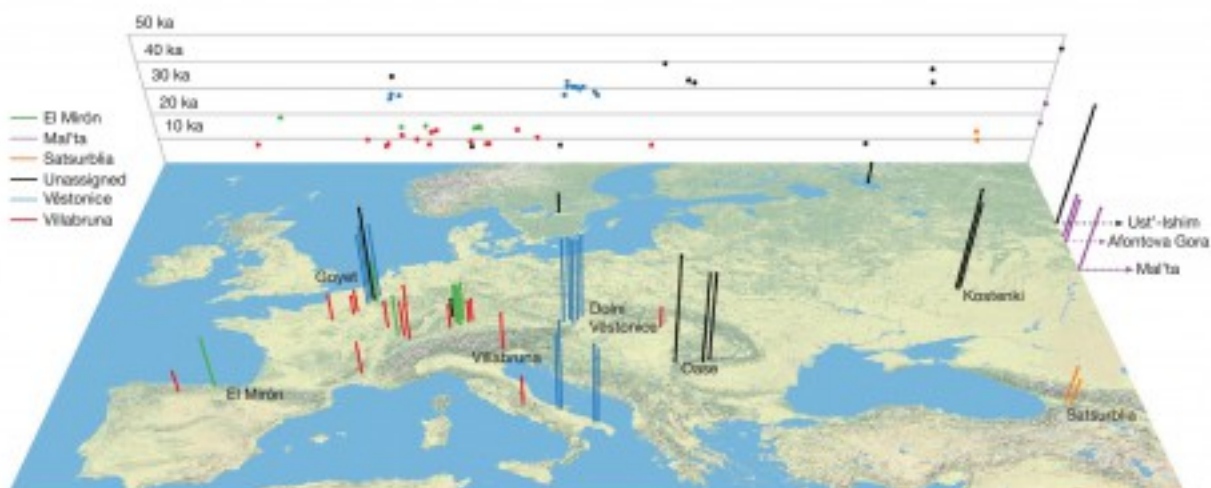 50 ka
40 ka
30 ka
20 ka
10 ka
El Mirón
Mal'ta
Satsurblia
Unassigned
Věstonice
Villabruna
Ust'-Ishim
Afontova Gora
Mal'ta
Goyet
Kostenki
Dolni
Věstonice
Villabruna
Oase
El Mirón
Satsurblia